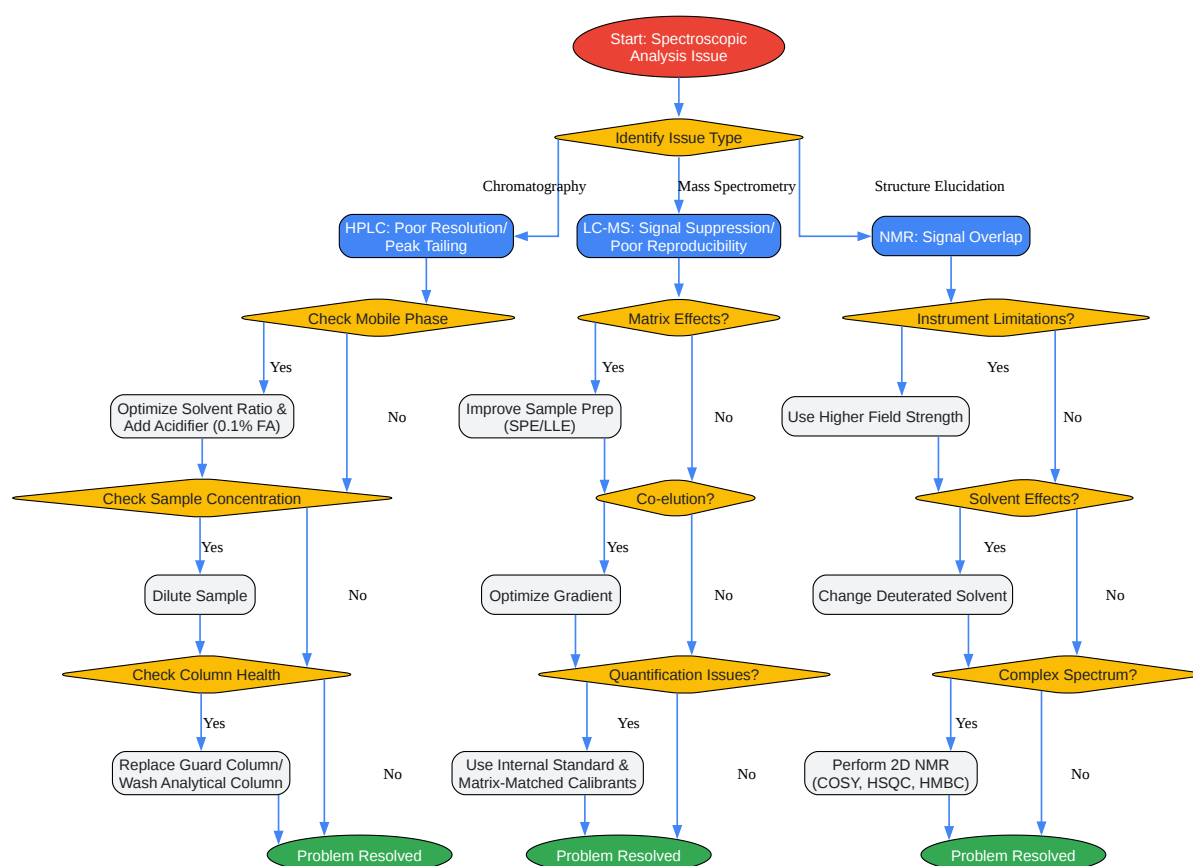 Start: Spectroscopic
Analysis Issue
Identify Issue Type
Chromatography
Mass Spectrometry
Structure Elucidation
HPLC: Poor Resolution/
Peak Tailing
LC-MS: Signal Suppression/
Poor Reproducibility
NMR: Signal Overlap
Check Mobile Phase
Matrix Effects?
Instrument Limitations?
Yes
Yes
Yes
Optimize Solvent Ratio &
Add Acidifier (0.1% FA)
No
Improve Sample Prep
(SPE/LLE)
No
Use Higher Field Strength
No
Check Sample Concentration
Co-elution?
Solvent Effects?
Yes
Yes
Yes
Dilute Sample
No
Optimize Gradient
No
Change Deuterated Solvent
No
Check Column Health
Quantification Issues?
Complex Spectrum?
Yes
Yes
Yes
Replace Guard Column/
Wash Analytical Column
No
Use Internal Standard &
Matrix-Matched Calibrants
No
Perform 2D NMR
(COSY, HSQC, HMBC)
No
Problem Resolved
Problem Resolved
Problem Resolved